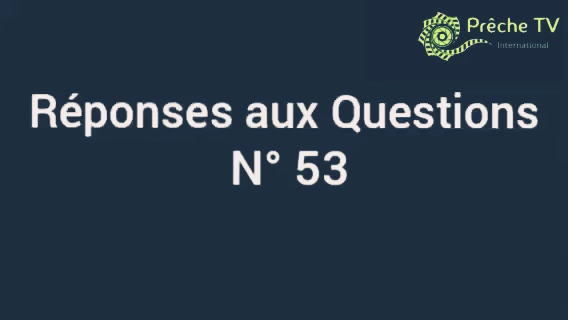 Prêche TV
International
Réponses aux Questions
N° 53